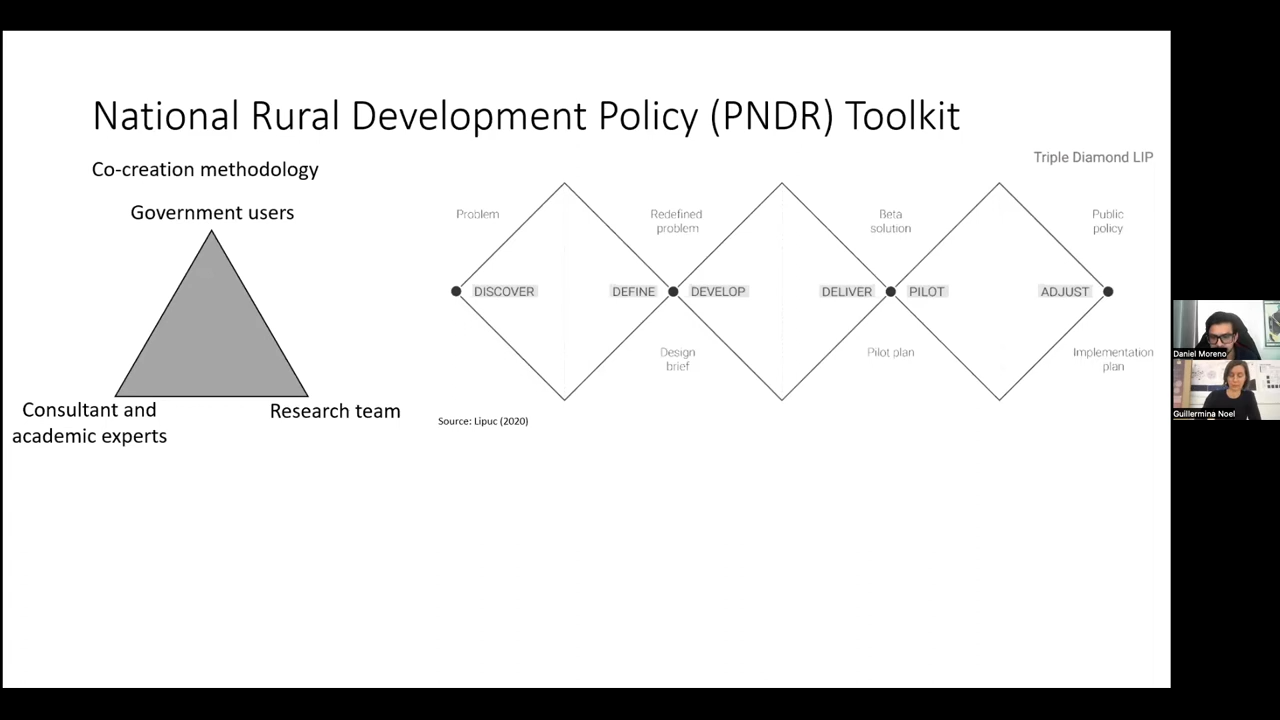 National Rural Development Policy (PNDR) Toolkit
Co-creation methodology
Government users
Consultant and
academic experts
Research team
Triple Diamond LIP
Problem
Redefined
problem
Beta
solution
Public
policy
DISCOVER
DEFINE
DEVELOP
DELIVER
PILOT
ADJUST
Design
brief
Pilot plan
Implementation
plan
Source: Lipuc (2020)
Daniel Moreno
Guillermina Noel